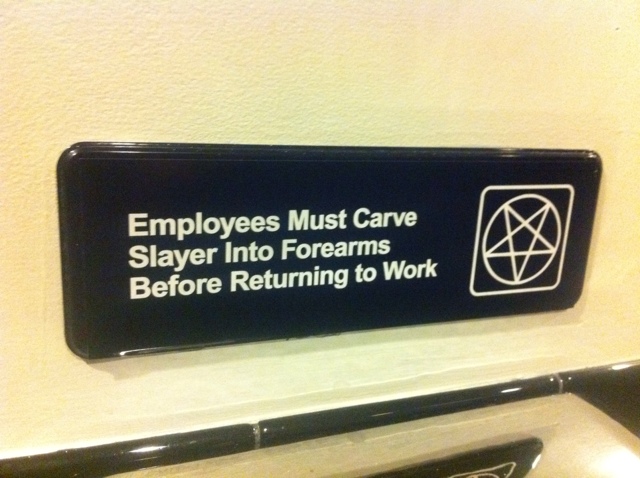 Employees Must Carve
Slayer Into Forearms
Before Returning to Work